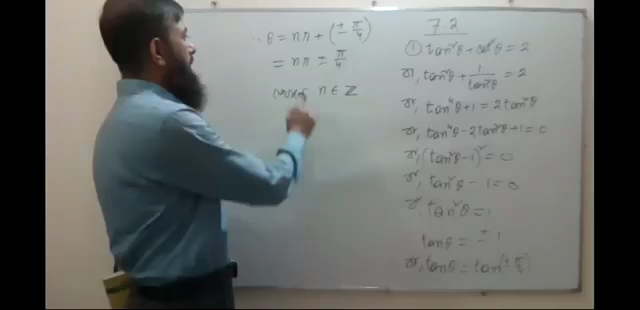 7.2
① tan²θ + cot²θ = 2
বা, tan²θ + 1/tan²θ = 2
বা, tan⁴θ + 1 = 2tan²θ
বা, tan⁴θ - 2tan²θ + 1 = 0
বা, (tan²θ - 1)² = 0
বা, tan²θ - 1 = 0
বা, tan²θ = 1
tanθ = ± 1
বা, tanθ = tan(± π/4)
∴ θ = nπ + (± π/4)
= nπ ± π/4
যেখানে n ∈ ℤ